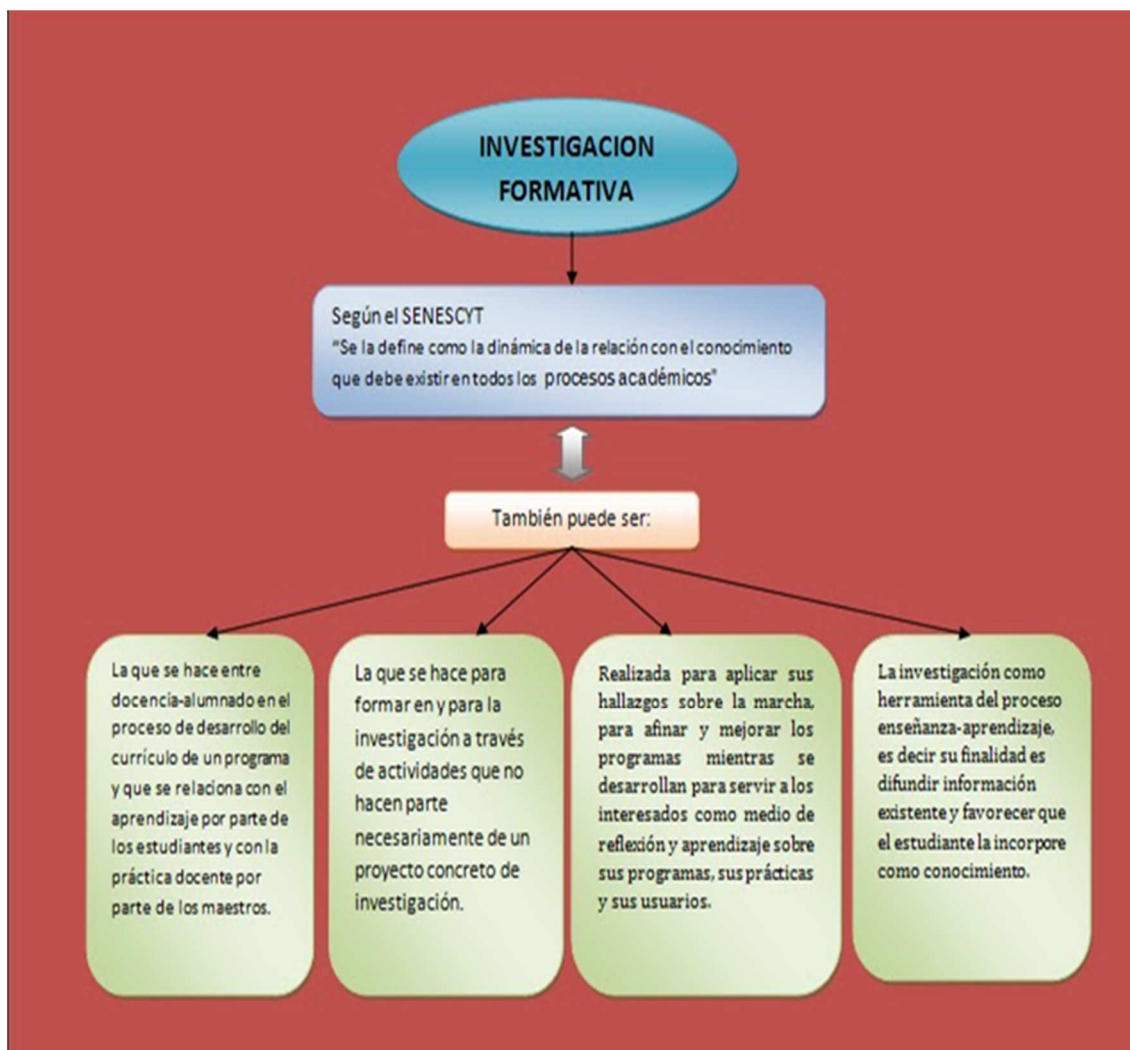 INVESTIGACION
FORMATIVA
Según el SENESCYT
“Se la define como la dinámica de la relación con el conocimiento
que debe existir en todos los procesos académicos"
También puede ser:
La que se hace entre
docencia-alumnado en el
proceso de desarrollo del
currículo de un programa
y que se relaciona con el
aprendizaje por parte de
los estudiantes y con la
práctica docente por
parte de los maestros.
La que se hace para
formar en y para la
investigación a través
de actividades que no
hacen parte
necesariamente de un
proyecto concreto de
investigación.
Realizada para aplicar sus
hallazgos sobre la marcha,
para afinar y mejorar los
programas mientras se
desarrollan para servir a los
interesados como medio de
reflexión y aprendizaje sobre
sus programas, sus prácticas
y sus usuarios.
La investigación como
herramienta del proceso
enseñanza-aprendizaje,
es decir su finalidad es
difundir información
existente y favorecer que
el estudiante la incorpore
como conocimiento.